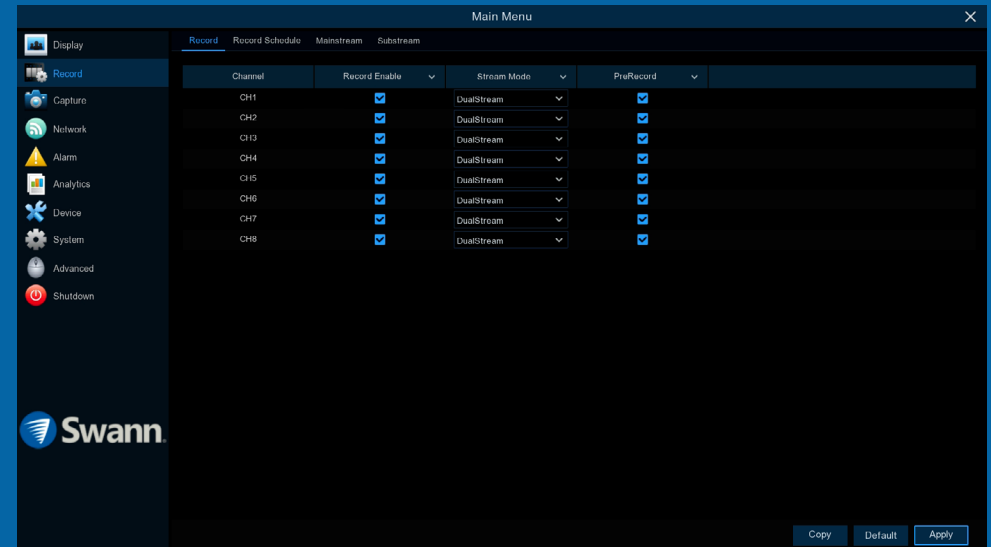 Main Menu
Display
Record
Capture
Network
Alarm
Analytics
Device
System
Advanced
Shutdown
Swann
Record Record Schedule Mainstream Substream
Channel Record Enable Stream Mode PreRecord
CH1 DualStream
CH2 DualStream
CH3 DualStream
CH4 DualStream
CH5 DualStream
CH6 DualStream
CH7 DualStream
CH8 DualStream
Copy Default Apply